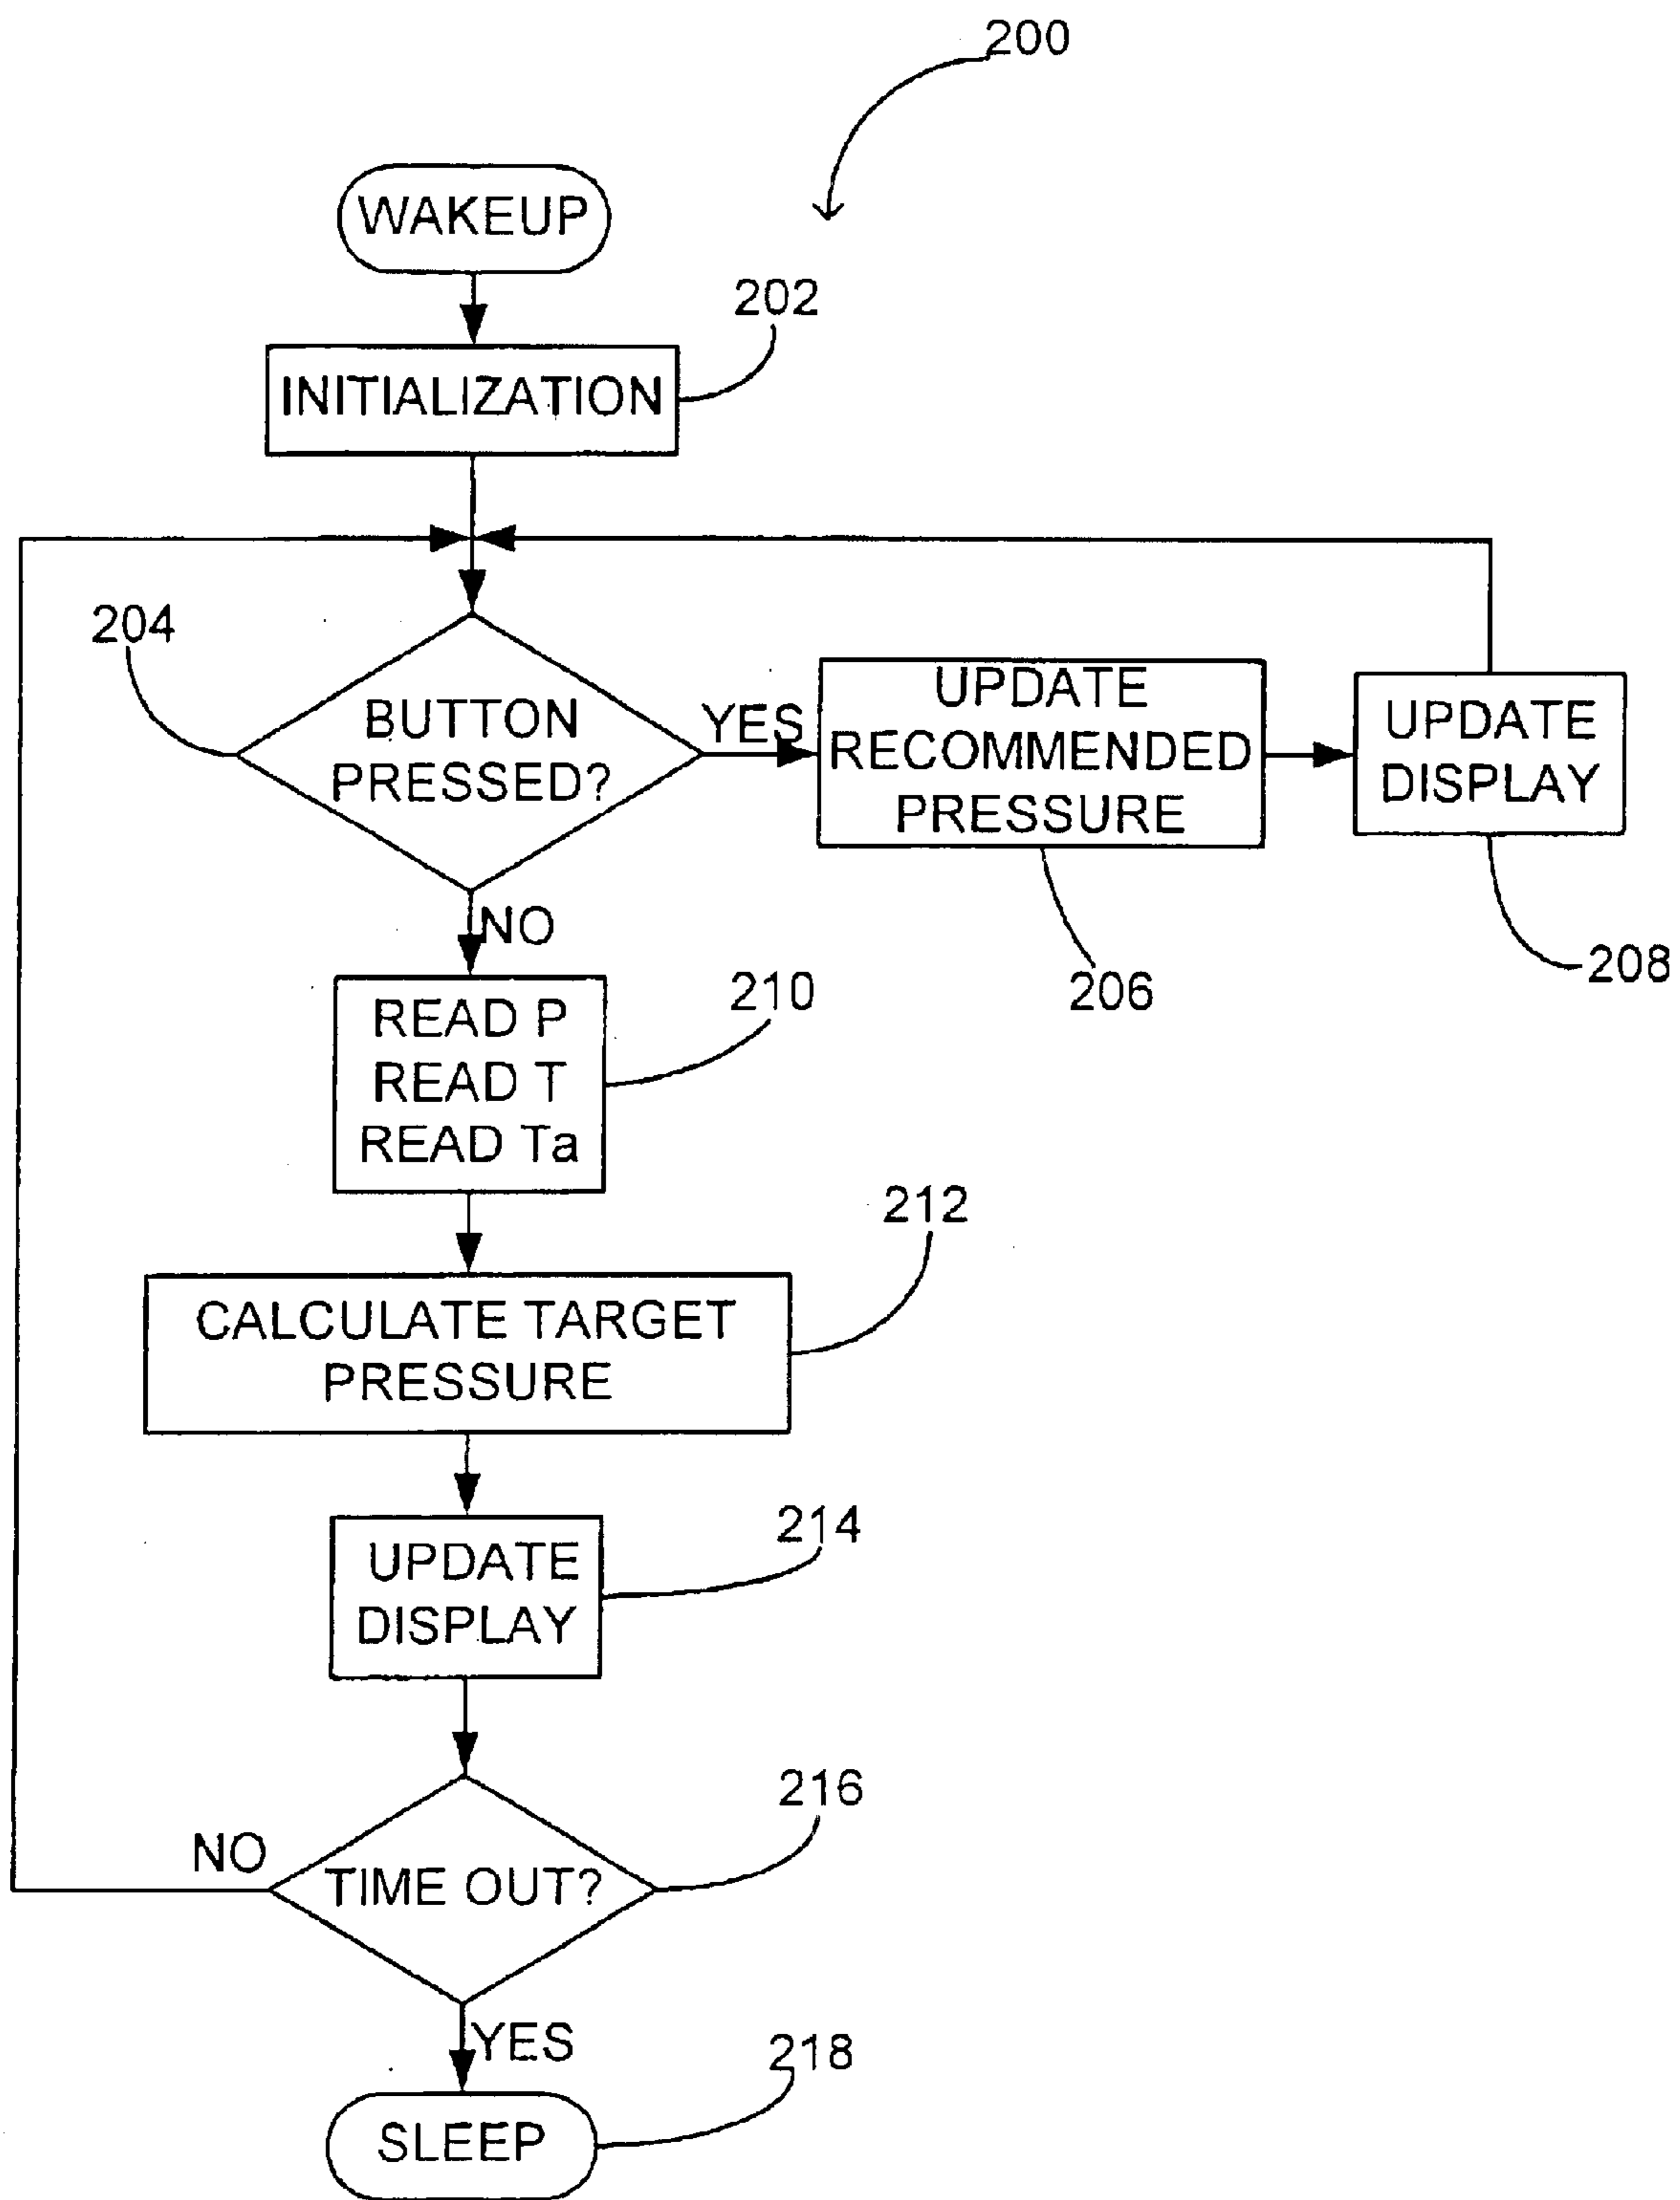 200
WAKEUP
202
INITIALIZATION
204
BUTTON
PRESSED?
YES
UPDATE
RECOMMENDED
PRESSURE
UPDATE
DISPLAY
206
208
NO
READ P
READ T
READ Ta
210
212
CALCULATE TARGET
PRESSURE
214
UPDATE
DISPLAY
216
NO
TIME OUT?
YES
218
SLEEP